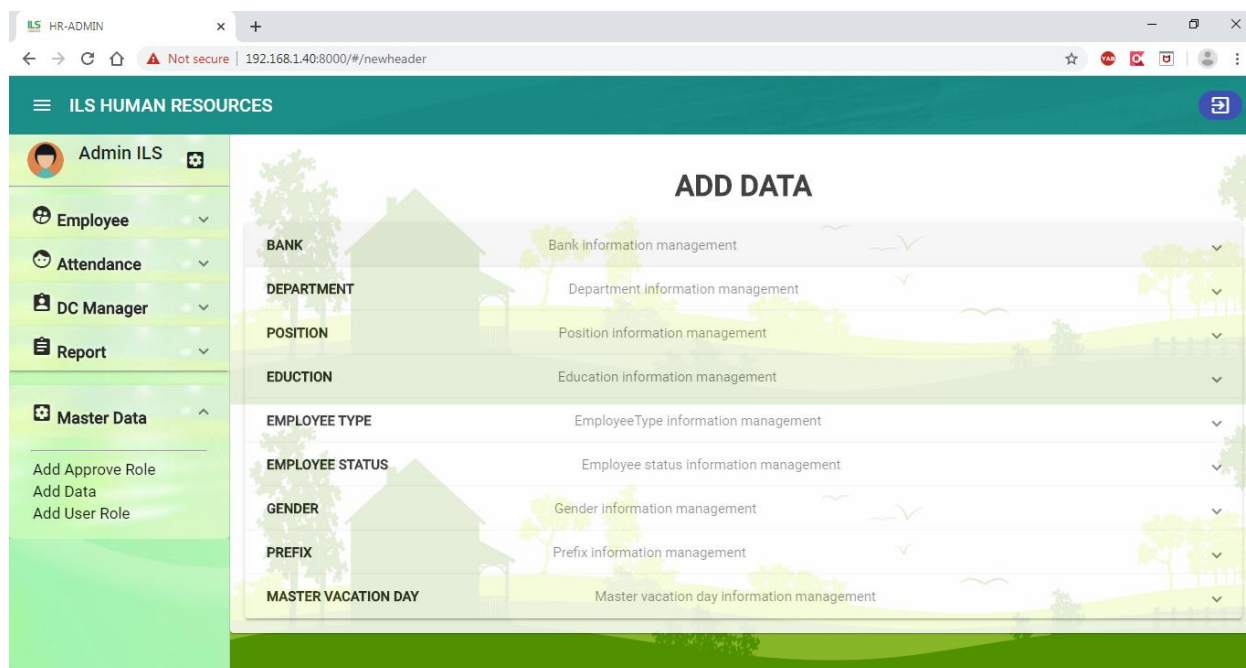 ILS HR-ADMIN
Not secure 192.168.1.40:8000/#/newheader
ILS HUMAN RESOURCES
Admin ILS
Employee
Attendance
DC Manager
Report
Master Data
Add Approve Role
Add Data
Add User Role
ADD DATA
BANK Bank information management
DEPARTMENT Department information management
POSITION Position information management
EDUCTION Education information management
EMPLOYEE TYPE EmployeeType information management
EMPLOYEE STATUS Employee status information management
GENDER Gender information management
PREFIX Prefix information management
MASTER VACATION DAY Master vacation day information management